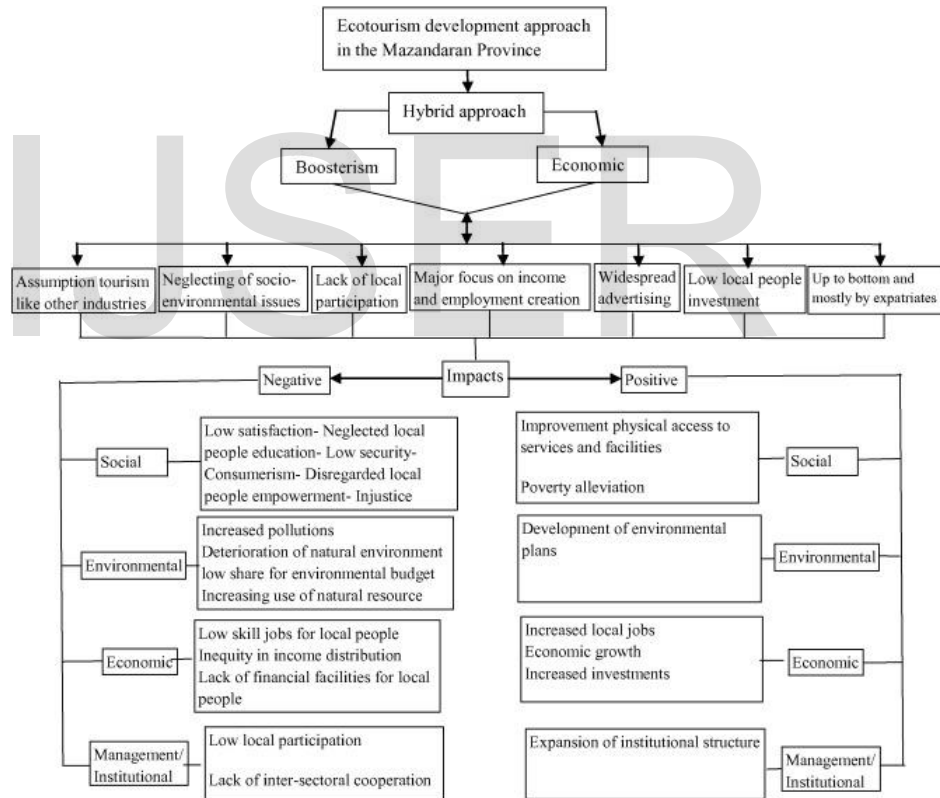 Ecotourism development approach
in the Mazandaran Province
Hybrid approach
Boosterism
Economic
Assumption tourism
like other industries
Neglecting of socio-
environmental issues
Lack of local
participation
Major focus on income
and employment creation
Widespread
advertising
Low local people
investment
Up to bottom and
mostly by expatriates
Negative
Impacts
Positive
Social
Low satisfaction- Neglected local
people education- Low security-
Consumerism- Disregarded local
people empowerment- Injustice
Improvement physical access to
services and facilities
Poverty alleviation
Social
Environmental
Increased pollutions
Deterioration of natural environment
low share for environmental budget
Increasing use of natural resource
Development of environmental
plans
Environmental
Economic
Low skill jobs for local people
Inequity in income distribution
Lack of financial facilities for local
people
Increased local jobs
Economic growth
Increased investments
Economic
Management/
Institutional
Low local participation
Lack of inter-sectoral cooperation
Expansion of institutional structure
Management/
Institutional
IJSER